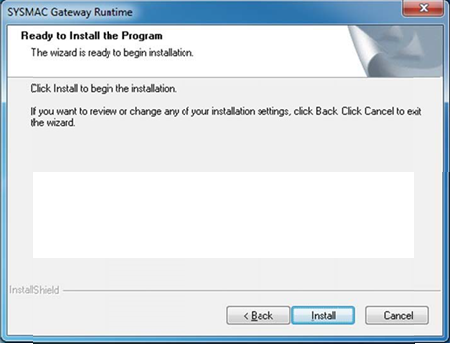 SYSMAC Gateway Runtime
Ready to Install the Program
The wizard is ready to begin installation.
Click Install to begin the installation.
If you want to review or change any of your installation settings, click Back. Click Cancel to exit
the wizard.
InstallShield
< Back
Install
Cancel